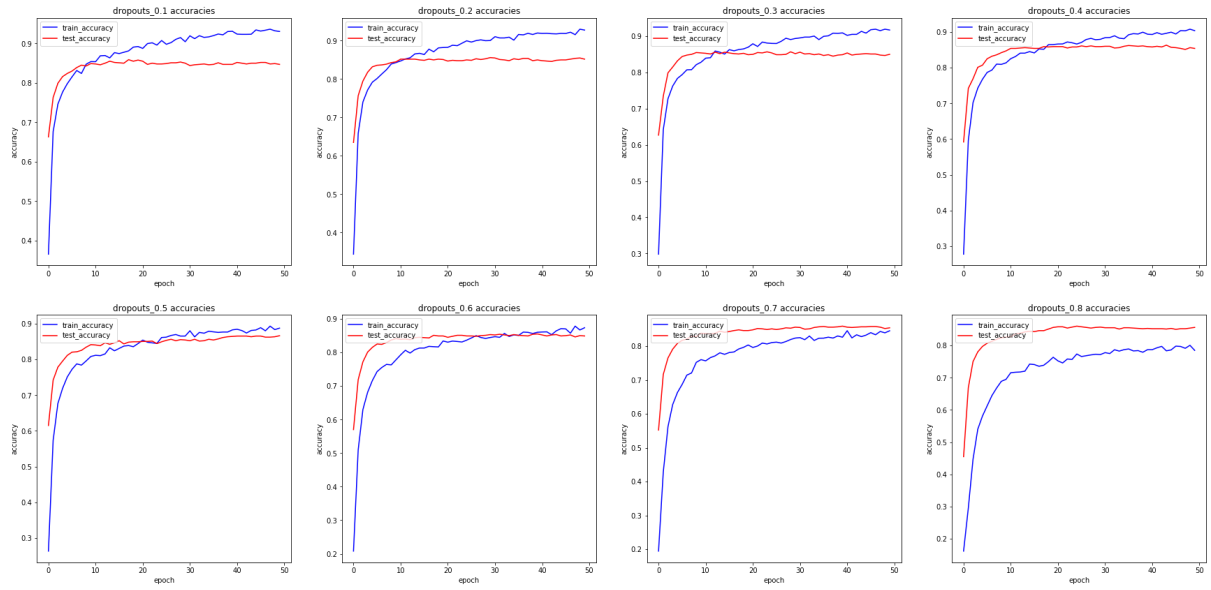 dropouts_0.1 accuracies
train_accuracy
test_accuracy
0.9
0.8
0.7
0.6
0.5
0.4
accuracy
0 10 20 30 40 50
epoch
dropouts_0.2 accuracies
train_accuracy
test_accuracy
0.9
0.8
0.7
0.6
0.5
0.4
accuracy
0 10 20 30 40 50
epoch
dropouts_0.3 accuracies
train_accuracy
test_accuracy
0.9
0.8
0.7
0.6
0.5
0.4
0.3
accuracy
0 10 20 30 40 50
epoch
dropouts_0.4 accuracies
train_accuracy
test_accuracy
0.9
0.8
0.7
0.6
0.5
0.4
0.3
accuracy
0 10 20 30 40 50
epoch
dropouts_0.5 accuracies
train_accuracy
test_accuracy
0.9
0.8
0.7
0.6
0.5
0.4
0.3
accuracy
0 10 20 30 40 50
epoch
dropouts_0.6 accuracies
train_accuracy
test_accuracy
0.9
0.8
0.7
0.6
0.5
0.4
0.3
0.2
accuracy
0 10 20 30 40 50
epoch
dropouts_0.7 accuracies
train_accuracy
test_accuracy
0.8
0.7
0.6
0.5
0.4
0.3
0.2
accuracy
0 10 20 30 40 50
epoch
dropouts_0.8 accuracies
train_accuracy
test_accuracy
0.8
0.7
0.6
0.5
0.4
0.3
0.2
accuracy
0 10 20 30 40 50
epoch